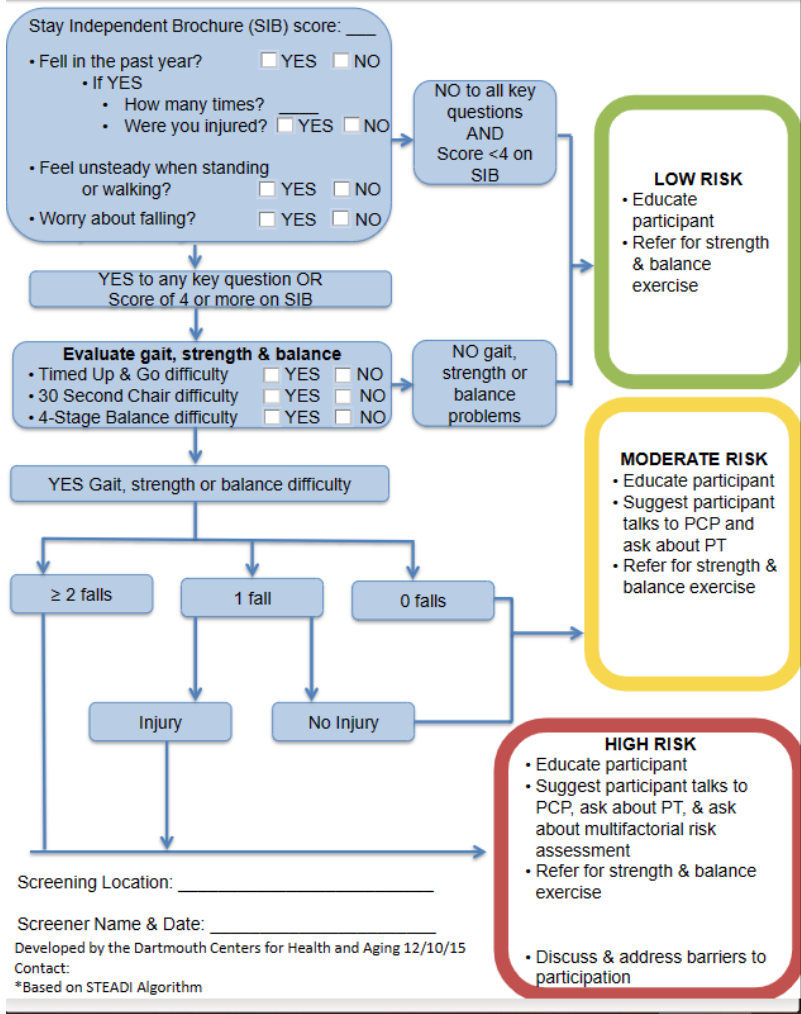 Stay Independent Brochure (SIB) score: ___
• Fell in the past year? YES NO
• If YES
• How many times? ____
• Were you injured? YES NO
• Feel unsteady when standing
or walking? YES NO
• Worry about falling? YES NO
NO to all key
questions
AND
Score <4 on
SIB
LOW RISK
• Educate
participant
• Refer for strength
& balance
exercise
YES to any key question OR
Score of 4 or more on SIB
Evaluate gait, strength & balance
• Timed Up & Go difficulty YES NO
• 30 Second Chair difficulty YES NO
• 4-Stage Balance difficulty YES NO
NO gait,
strength or
balance
problems
MODERATE RISK
• Educate participant
• Suggest participant
talks to PCP and
ask about PT
• Refer for strength &
balance exercise
YES Gait, strength or balance difficulty
≥ 2 falls
1 fall
0 falls
Injury
No Injury
HIGH RISK
• Educate participant
• Suggest participant talks to
PCP, ask about PT, & ask
about multifactorial risk
assessment
• Refer for strength & balance
exercise
• Discuss & address barriers to
participation
Screening Location: __________________________
Screener Name & Date: _______________________
Developed by the Dartmouth Centers for Health and Aging 12/10/15
Contact:
*Based on STEADI Algorithm